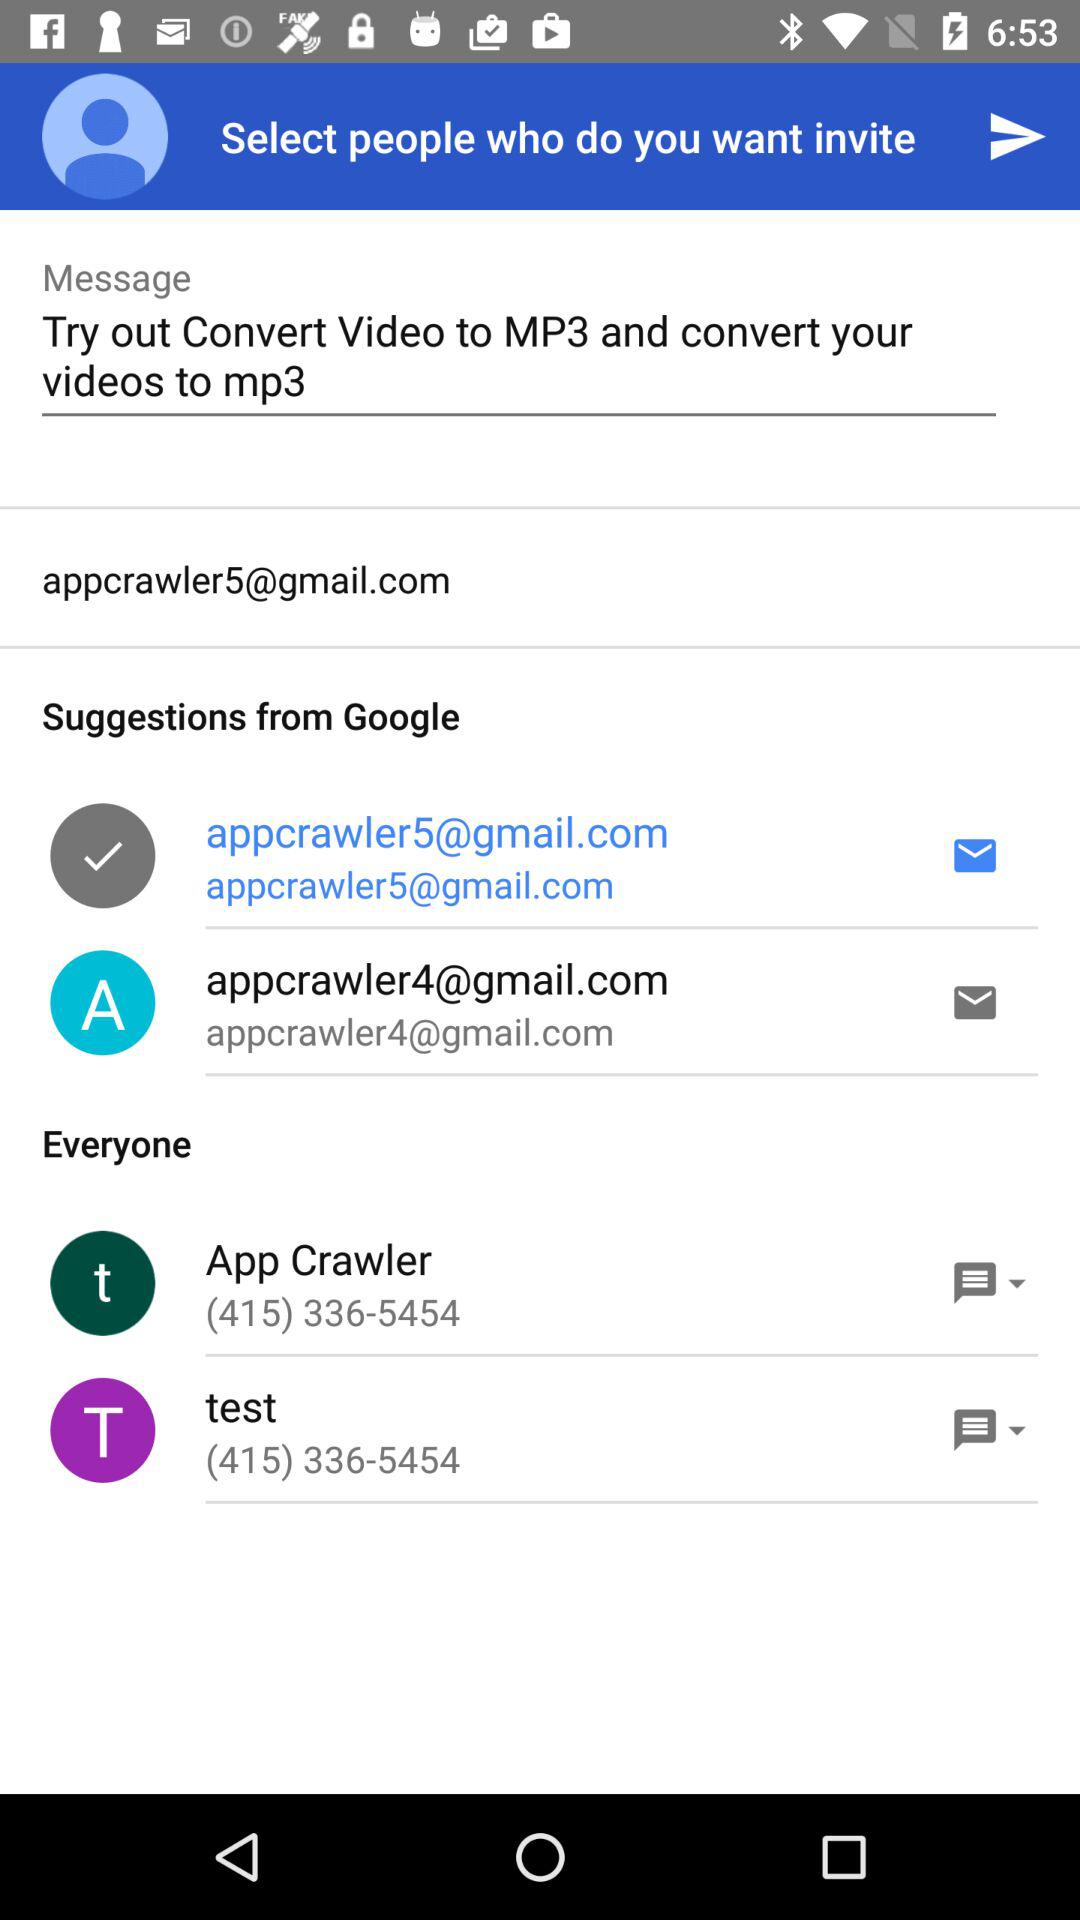 FAKE
6:53
Select people who do you want invite
Message
Try out Convert Video to MP3 and convert your
videos to mp3
appcrawler5@gmail.com
Suggestions from Google
appcrawler5@gmail.com
appcrawler5@gmail.com
A
appcrawler4@gmail.com
appcrawler4@gmail.com
Everyone
t
App Crawler
(415) 336-5454
T
test
(415) 336-5454